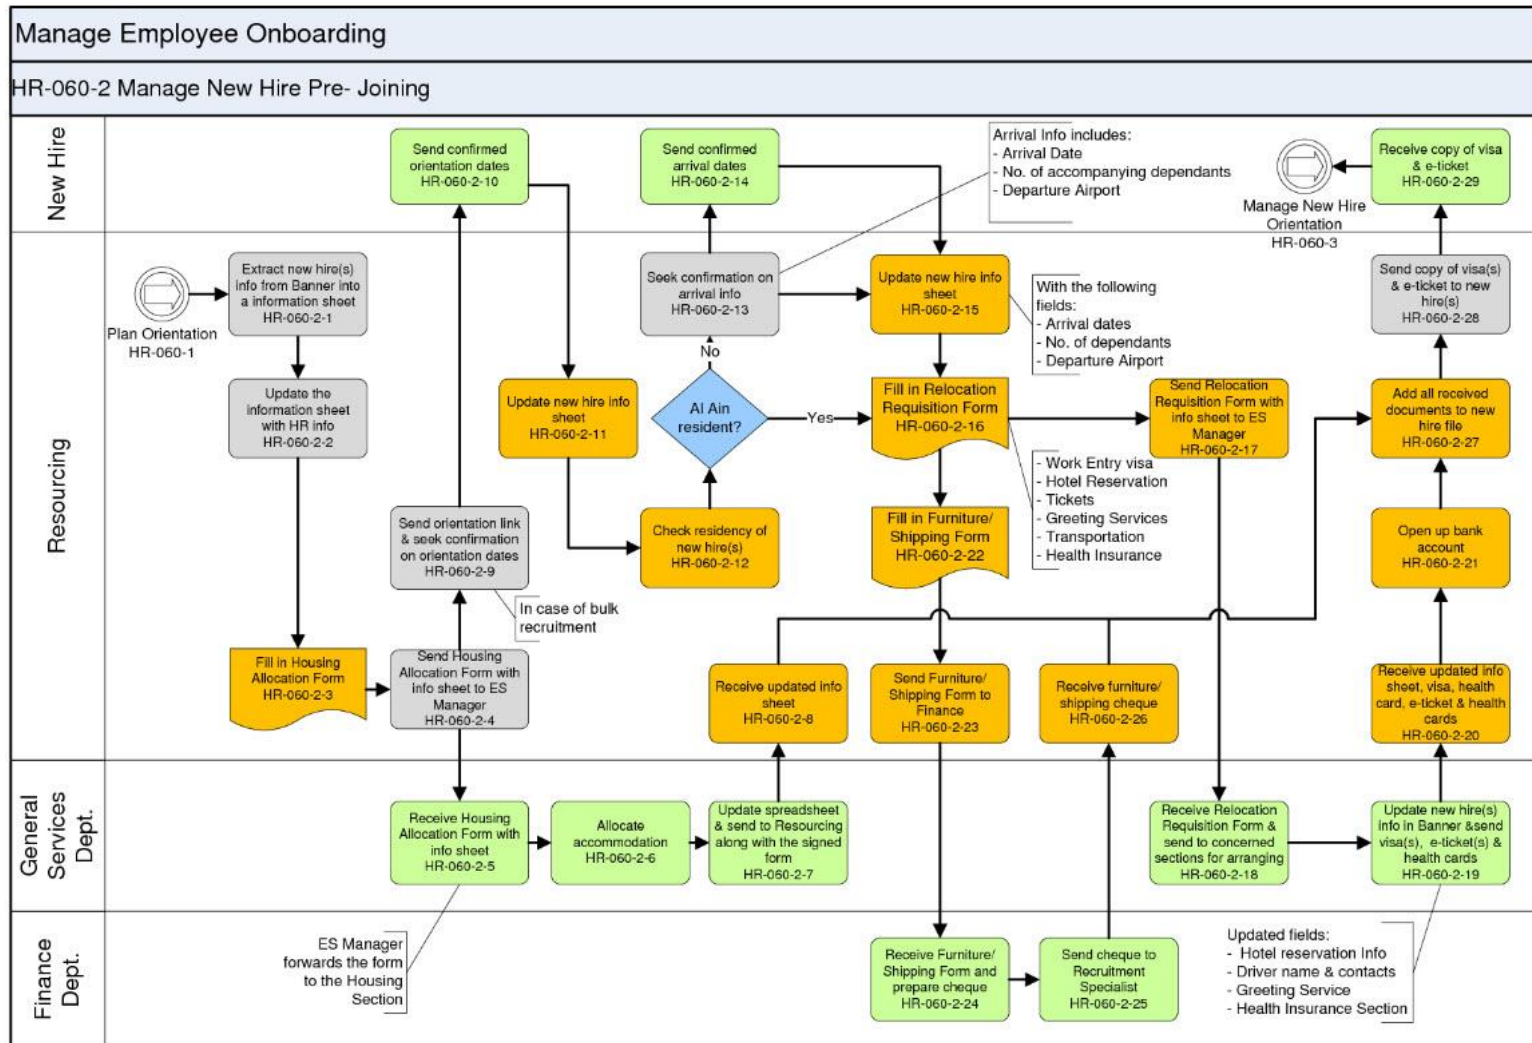 Manage Employee Onboarding
HR-060-2 Manage New Hire Pre- Joining
New Hire
Send confirmed
orientation dates
HR-060-2-10
Send confirmed
arrival dates
HR-060-2-14
Arrival Info includes:
- Arrival Date
- No. of accompanying dependants
- Departure Airport
Manage New Hire
Orientation
HR-060-3
Receive copy of visa
& e-ticket
HR-060-2-29
Resourcing
Plan Orientation
HR-060-1
Extract new hire(s)
info from Banner into
a information sheet
HR-060-2-1
Update the
information sheet
with HR info
HR-060-2-2
Fill in Housing
Allocation Form
HR-060-2-3
Send Housing
Allocation Form with
info sheet to ES
Manager
HR-060-2-4
Send orientation link
& seek confirmation
on orientation dates
HR-060-2-9
In case of bulk
recruitment
Update new hire info
sheet
HR-060-2-11
Check residency of
new hire(s)
HR-060-2-12
Al Ain
resident?
No
Yes
Seek confirmation on
arrival info
HR-060-2-13
Update new hire info
sheet
HR-060-2-15
With the following
fields:
- Arrival dates
- No. of dependants
- Departure Airport
Fill in Relocation
Requisition Form
HR-060-2-16
- Work Entry visa
- Hotel Reservation
- Tickets
- Greeting Services
- Transportation
- Health Insurance
Send Relocation
Requisition Form with
info sheet to ES
Manager
HR-060-2-17
Fill in Furniture/
Shipping Form
HR-060-2-22
Receive updated info
sheet
HR-060-2-8
Send Furniture/
Shipping Form to
Finance
HR-060-2-23
Receive furniture/
shipping cheque
HR-060-2-26
Send copy of visa(s)
& e-ticket to new
hire(s)
HR-060-2-28
Add all received
documents to new
hire file
HR-060-2-27
Open up bank
account
HR-060-2-21
Receive updated info
sheet, visa, health
card, e-ticket & health
cards
HR-060-2-20
General
Services
Dept.
Receive Housing
Allocation Form with
info sheet
HR-060-2-5
Allocate
accommodation
HR-060-2-6
Update spreadsheet
& send to Resourcing
along with the signed
form
HR-060-2-7
Receive Relocation
Requisition Form &
send to concerned
sections for arranging
HR-060-2-18
Update new hire(s)
info in Banner &send
visa(s), e-ticket(s) &
health cards
HR-060-2-19
Finance
Dept.
ES Manager
forwards the form
to the Housing
Section
Receive Furniture/
Shipping Form and
prepare cheque
HR-060-2-24
Send cheque to
Recruitment
Specialist
HR-060-2-25
Updated fields:
- Hotel reservation Info
- Driver name & contacts
- Greeting Service
- Health Insurance Section